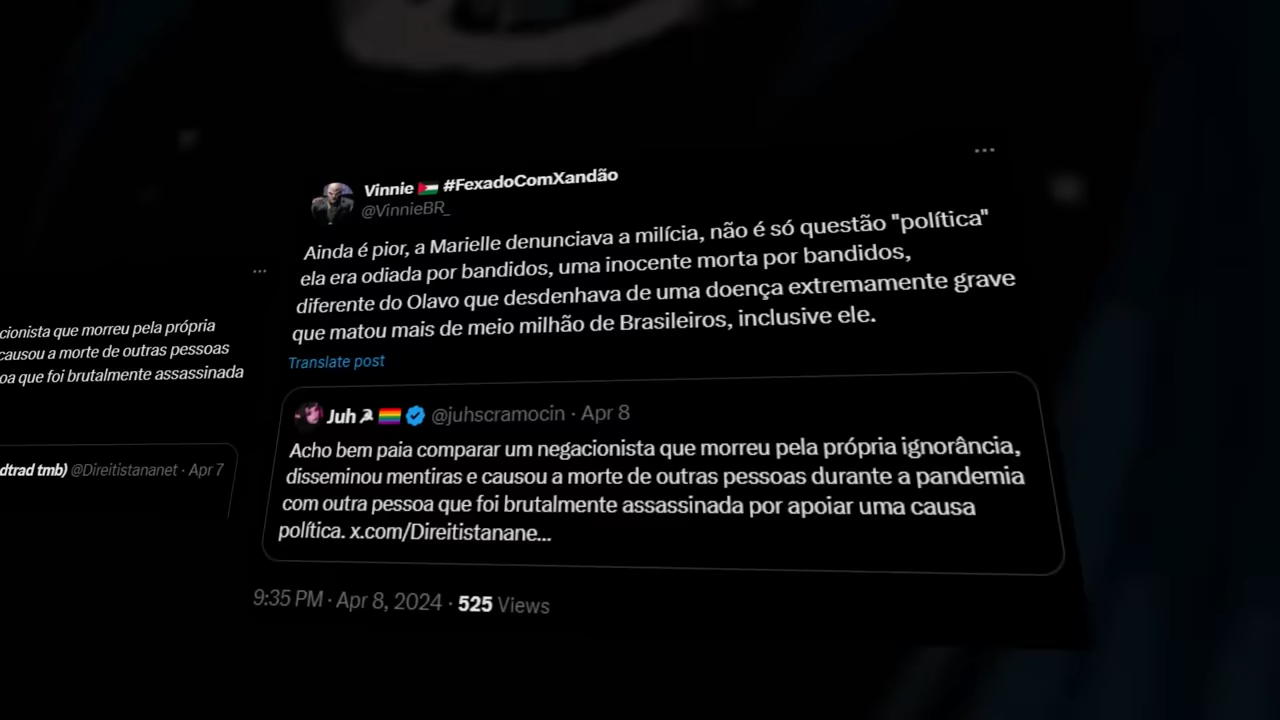 Vinnie 🇵🇸 #FexadoComXandão
@VinnieBR_
Ainda é pior, a Marielle denunciava a milícia, não é só questão "política"
ela era odiada por bandidos, uma inocente morta por bandidos,
diferente do Olavo que desdenhava de uma doença extremamente grave
que matou mais de meio milhão de Brasileiros, inclusive ele.
Translate post
Juh ☭ 🏳️‍🌈 @juhscramocin · Apr 8
Acho bem paia comparar um negacionista que morreu pela própria ignorância,
disseminou mentiras e causou a morte de outras pessoas durante a pandemia
com outra pessoa que foi brutalmente assassinada por apoiar uma causa
política. x.com/Direitistanane...
9:35 PM · Apr 8, 2024 · 525 Views
cionista que morreu pela própria
causou a morte de outras pessoas
oa que foi brutalmente assassinada
dtrad tmb) @Direitistananet · Apr 7